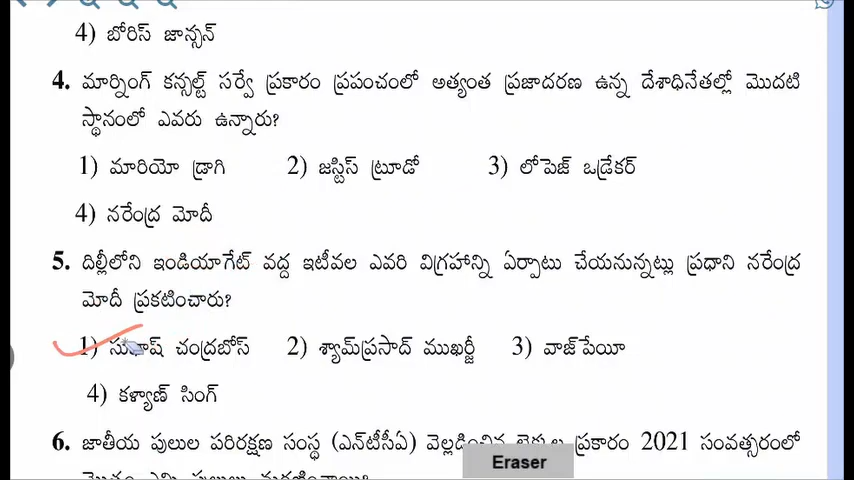 4) బోరిస్ జాన్సన్
4. మార్నింగ్ కన్సల్ట్ సర్వే ప్రకారం ప్రపంచంలో అత్యంత ప్రజాదరణ ఉన్న దేశాధినేతల్లో మొదటి
స్థానంలో ఎవరు ఉన్నారు?
1) మారియో డ్రాగి 2) జస్టిస్ ట్రూడో 3) లోపెజ్ ఒడ్రేకర్
4) నరేంద్ర మోదీ
5. దిల్లీలోని ఇండియాగేట్ వద్ద ఇటీవల ఎవరి విగ్రహాన్ని ఏర్పాటు చేయనున్నట్లు ప్రధాని నరేంద్ర
మోదీ ప్రకటించారు?
1) సుభాష్ చంద్రబోస్ 2) శ్యామ్‌ప్రసాద్ ముఖర్జీ 3) వాజ్‌పేయీ
4) కళ్యాణ్ సింగ్
6. జాతీయ పులుల పరిరక్షణ సంస్థ (ఎన్‌టీసీఏ) వెల్లడించిన ప్రకారం 2021 సంవత్సరంలో
Eraser